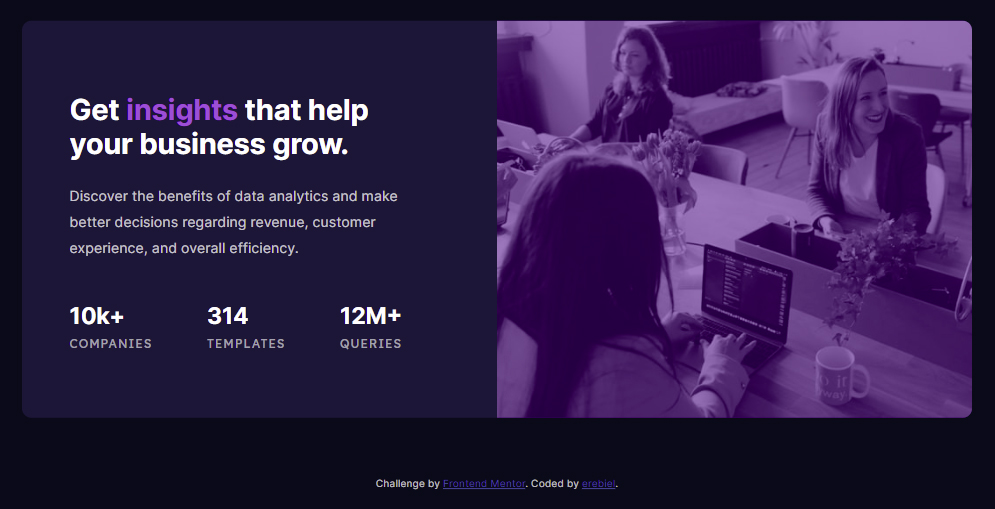 Get insights that help
your business grow.
Discover the benefits of data analytics and make
better decisions regarding revenue, customer
experience, and overall efficiency.
10k+ 314 12M+
COMPANIES TEMPLATES QUERIES
Challenge by Frontend Mentor. Coded by erebiel.